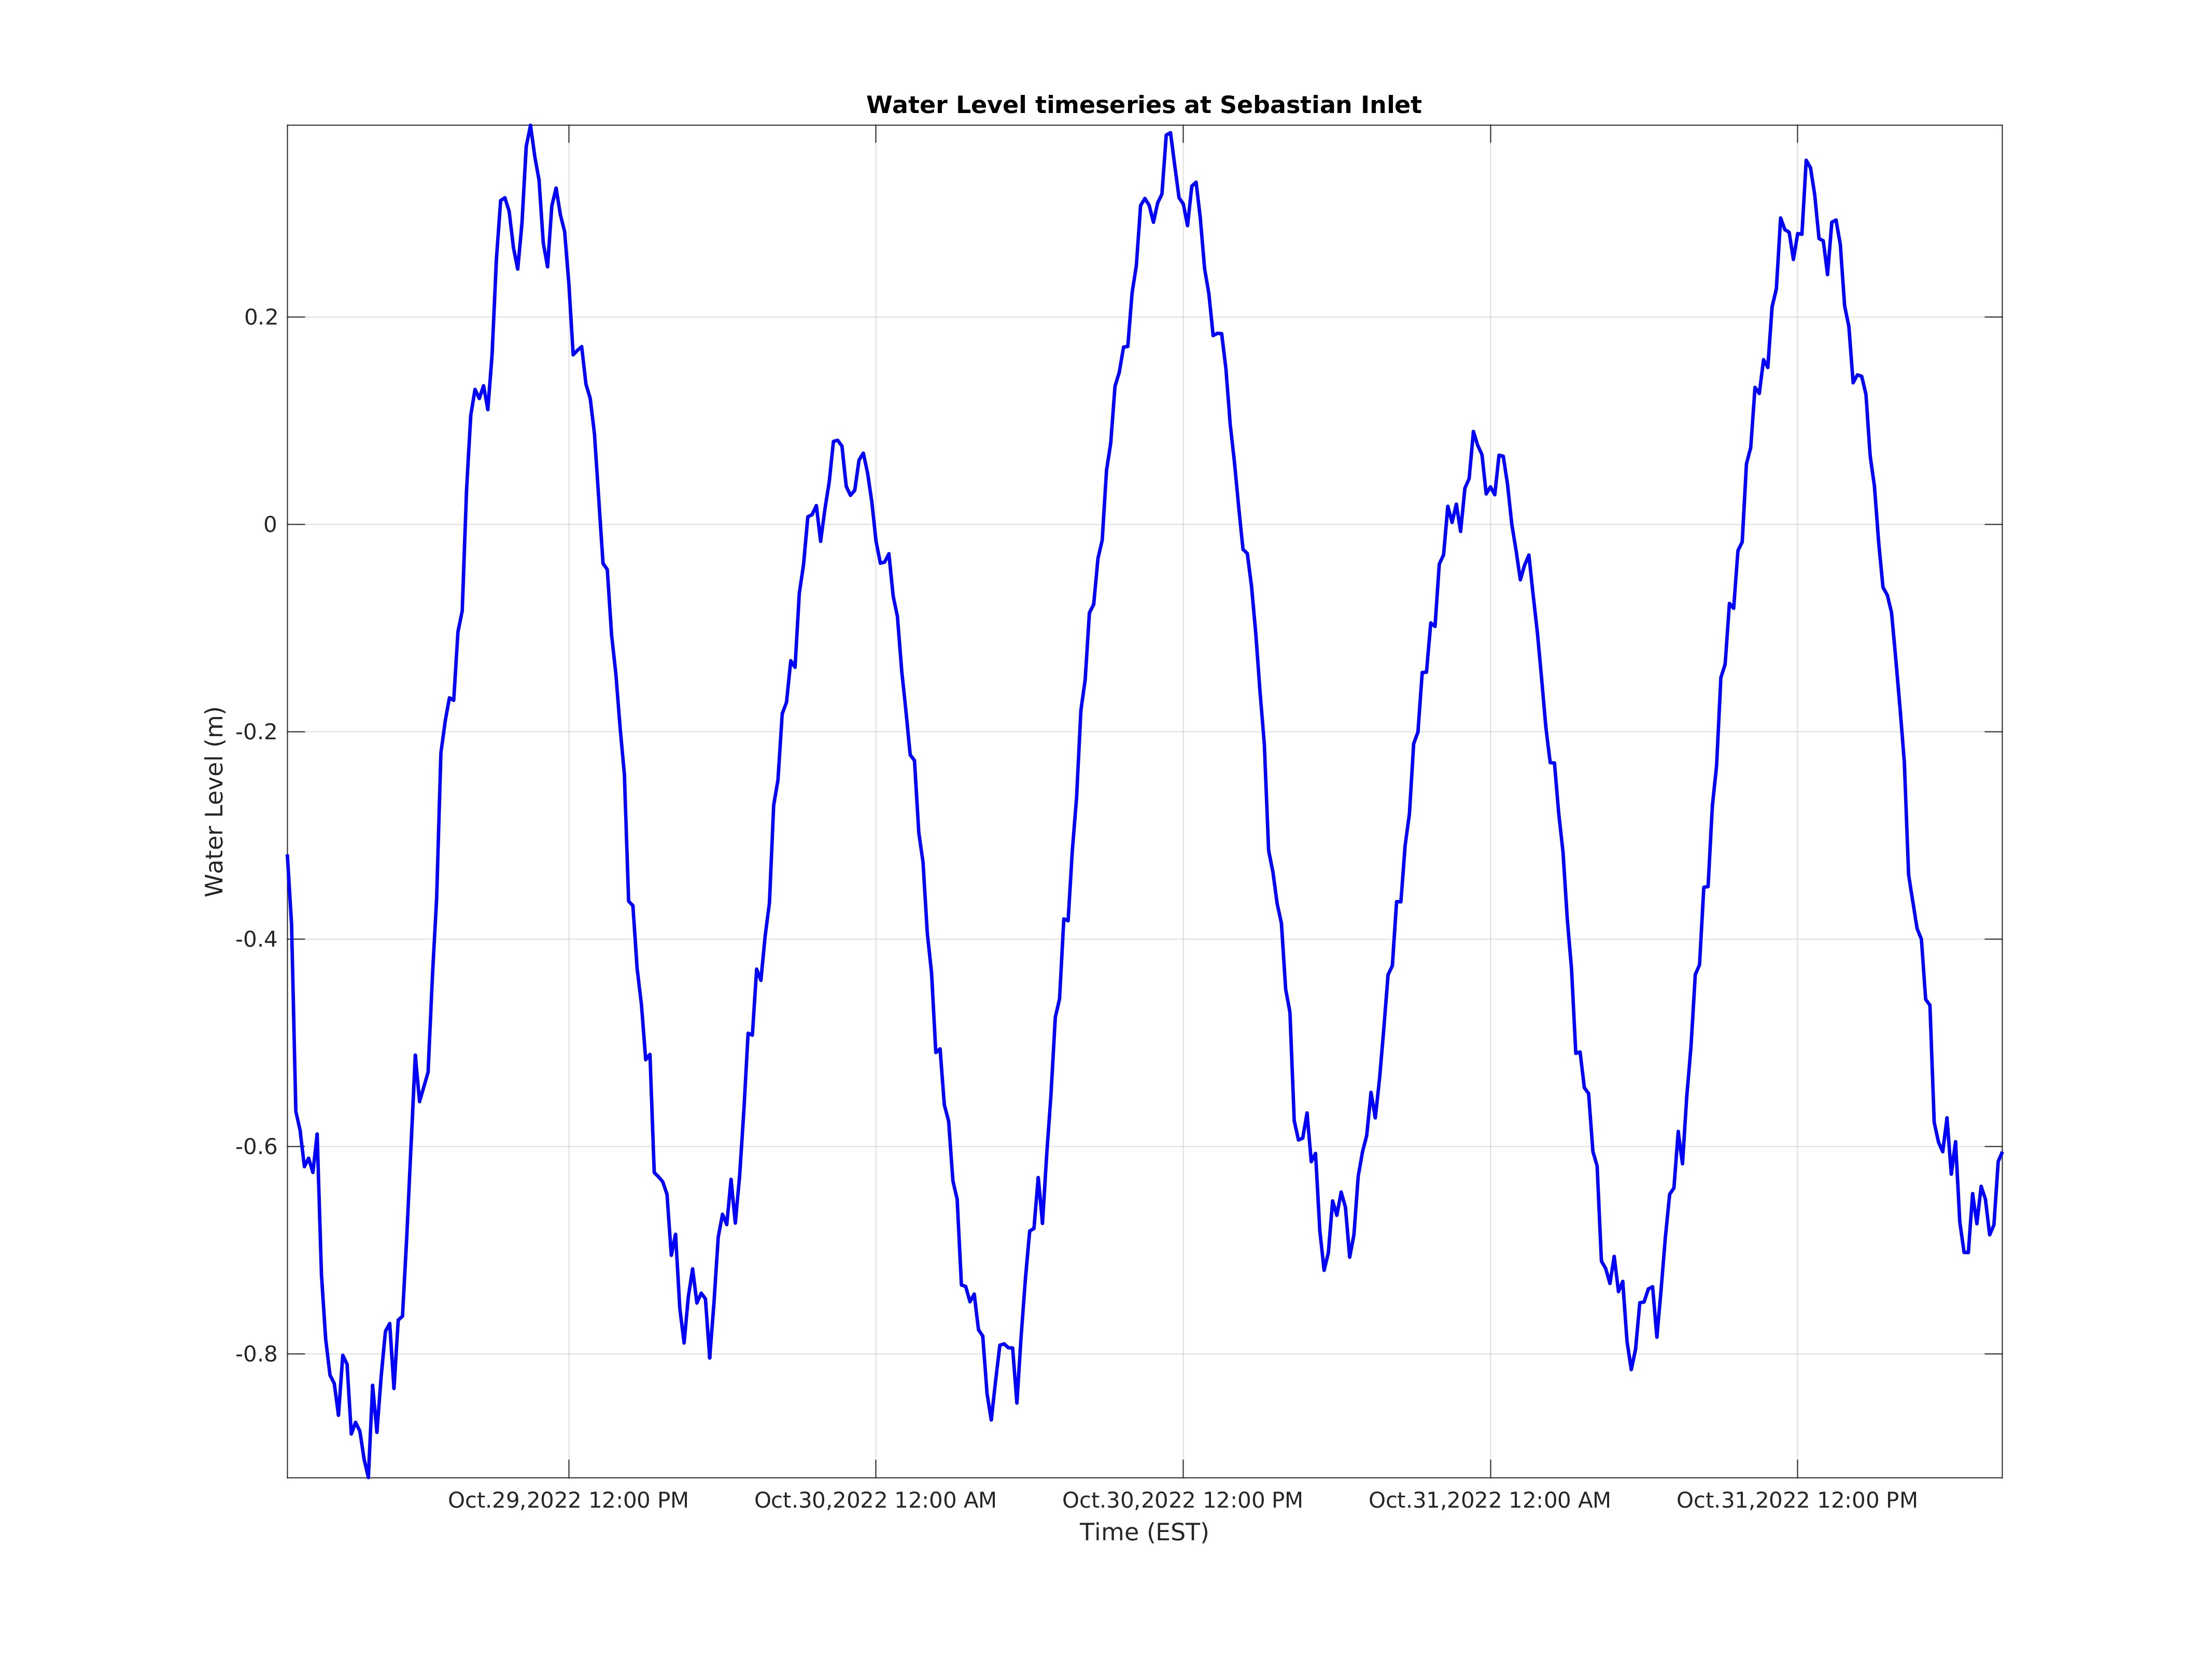 Water Level timeseries at Sebastian Inlet
0.2
0
-0.2
-0.4
-0.6
-0.8
Water Level (m)
Oct.29,2022 12:00 PM
Oct.30,2022 12:00 AM
Oct.30,2022 12:00 PM
Oct.31,2022 12:00 AM
Oct.31,2022 12:00 PM
Time (EST)